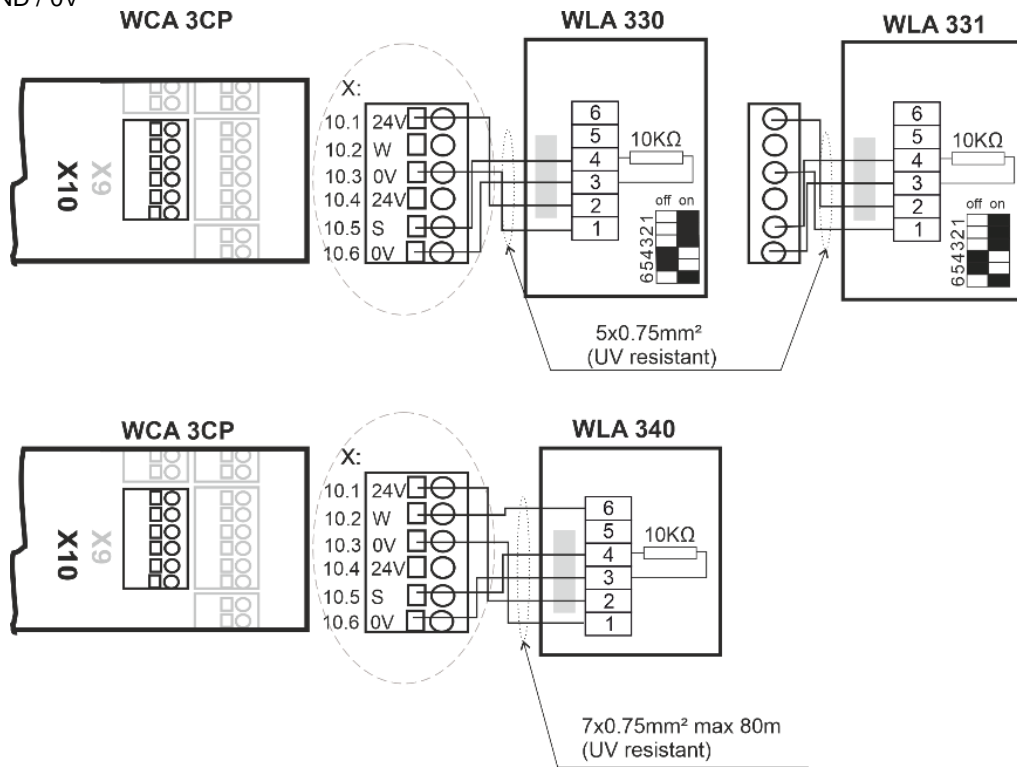 ND / 0V
WCA 3CP
WLA 330
WLA 331
X:
10.1 24V
10.2 W
10.3 0V
10.4 24V
10.5 S
10.6 0V
X10
X9
6
5
4
3
2
1
10KΩ
off on
654321
6
5
4
3
2
1
10KΩ
off on
654321
5x0.75mm²
(UV resistant)
WCA 3CP
WLA 340
X:
10.1 24V
10.2 W
10.3 0V
10.4 24V
10.5 S
10.6 0V
X10
X9
6
5
4
3
2
1
10KΩ
7x0.75mm² max 80m
(UV resistant)